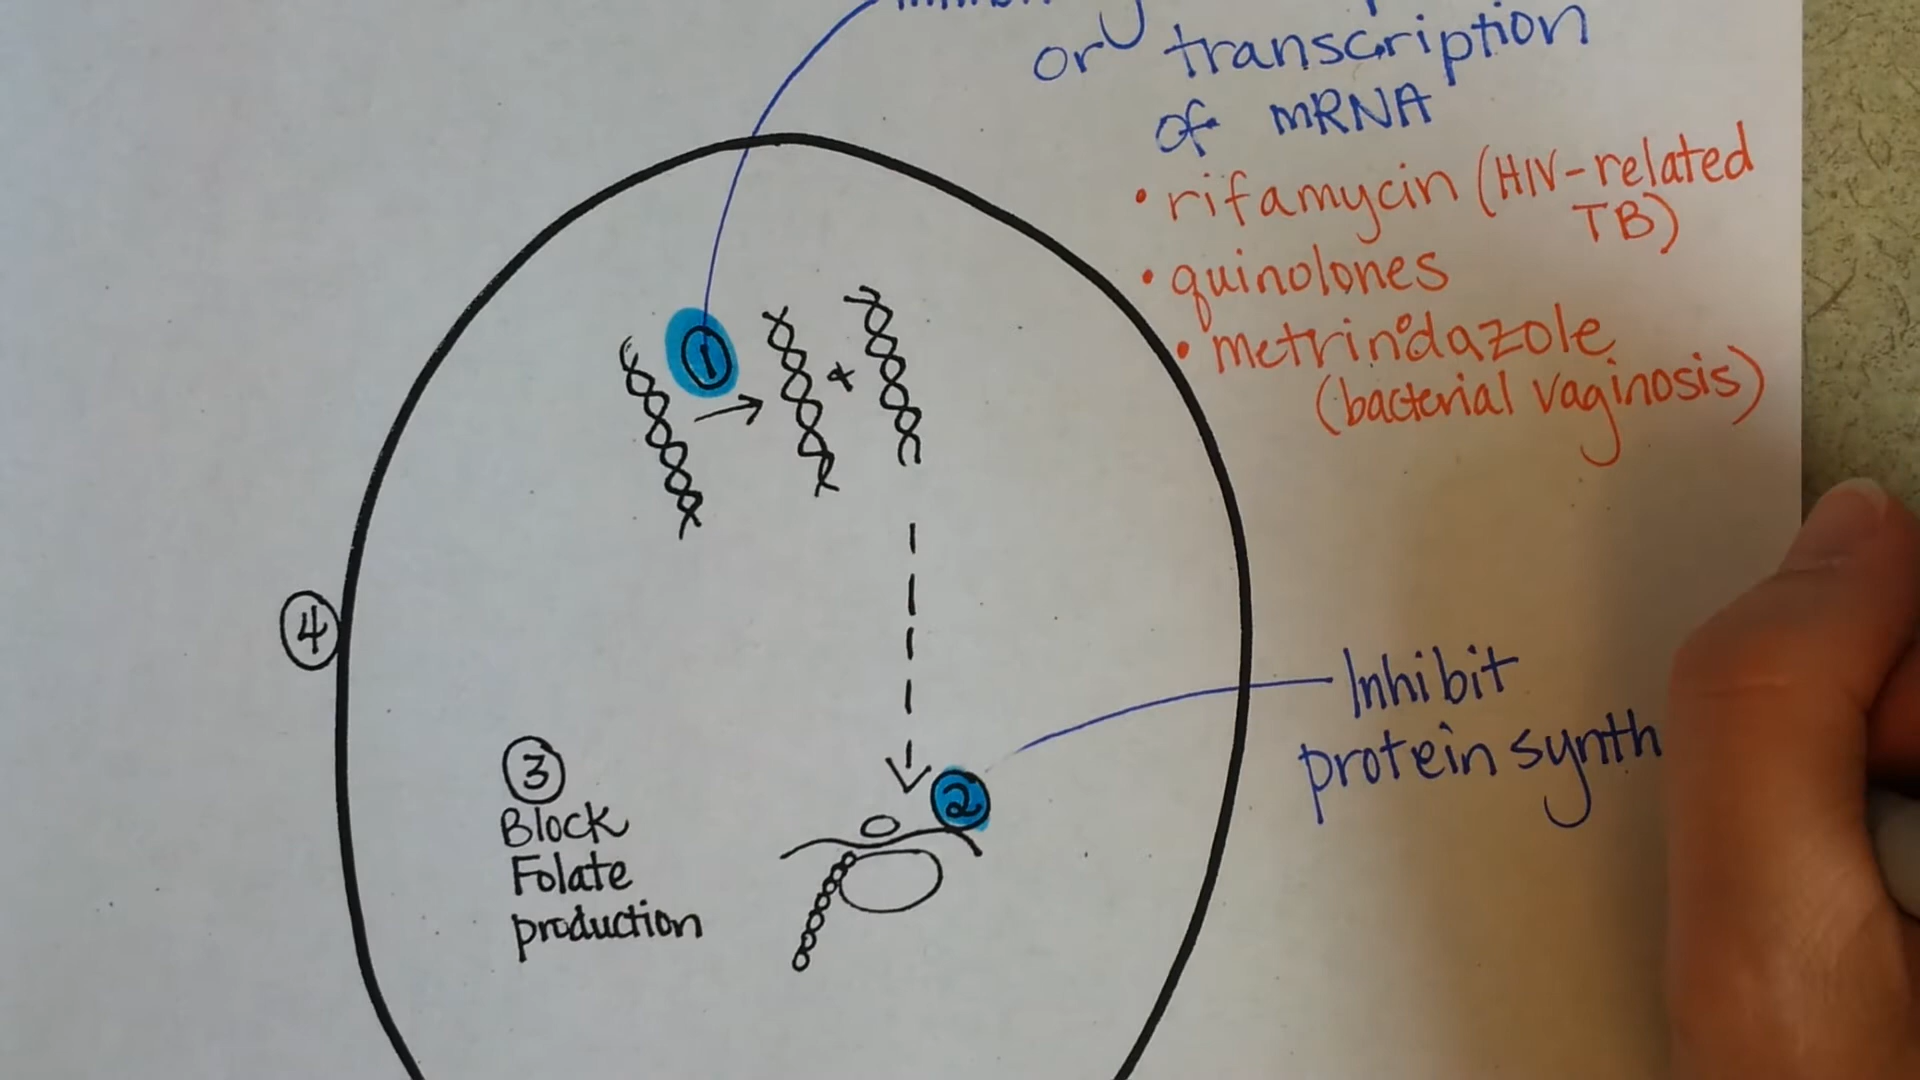 or transcription
of mRNA
• rifamycin (HIV-related
TB)
• quinolones
• metrinidazole
(bacterial vaginosis)
1
+
4
Inhibit
protein synth
2
3
Block
Folate
production